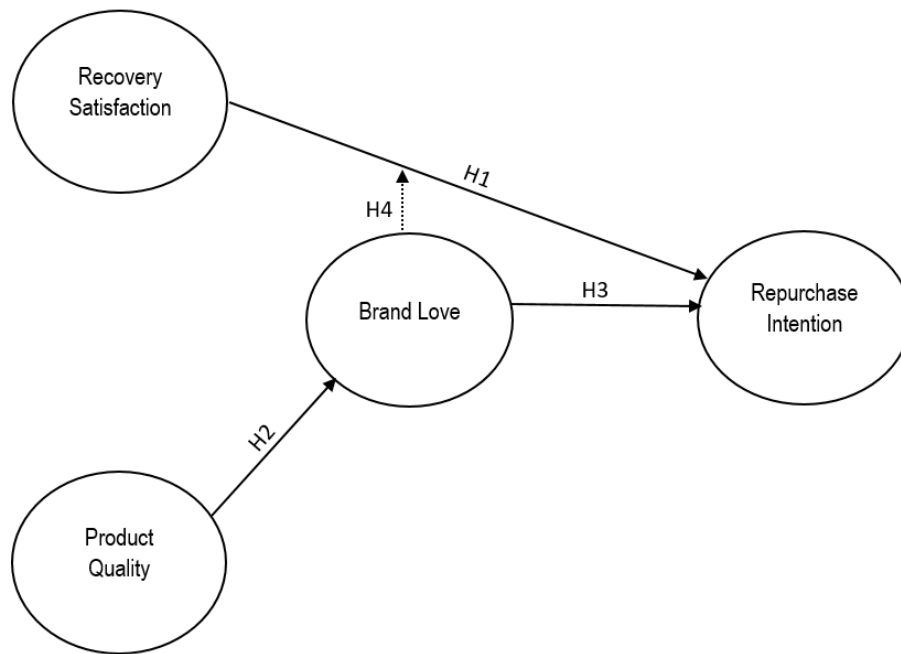 Recovery
Satisfaction
H1
H4
Brand Love
H3
Repurchase
Intention
H2
Product
Quality